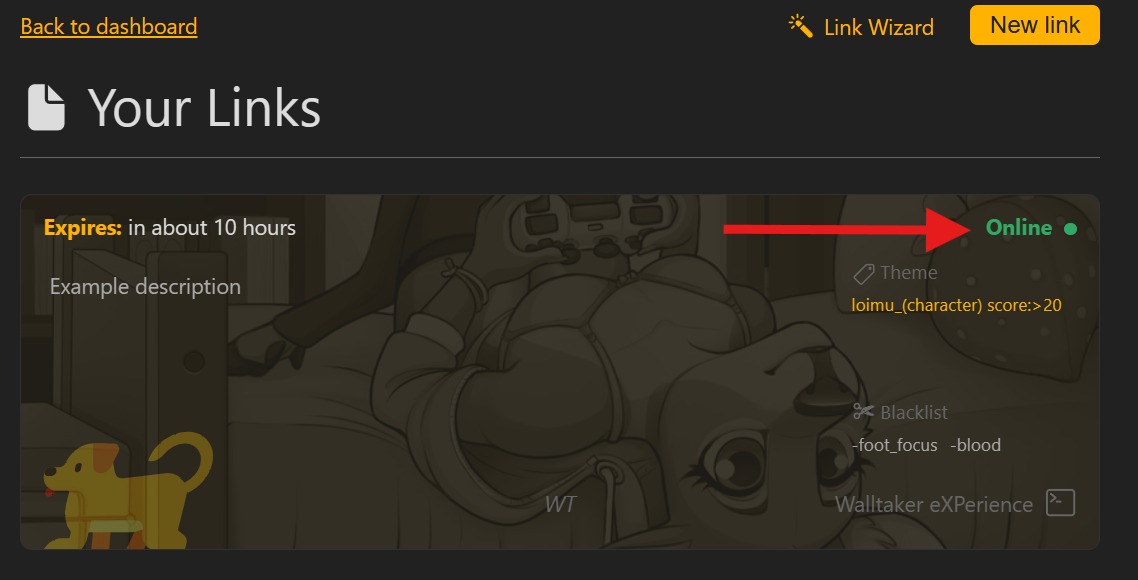 Back to dashboard
Link Wizard
New link
Your Links
Expires: in about 10 hours
Online
Example description
Theme
loimu_(character) score:>20
Blacklist
-foot_focus -blood
WT
Walltaker eXPerience